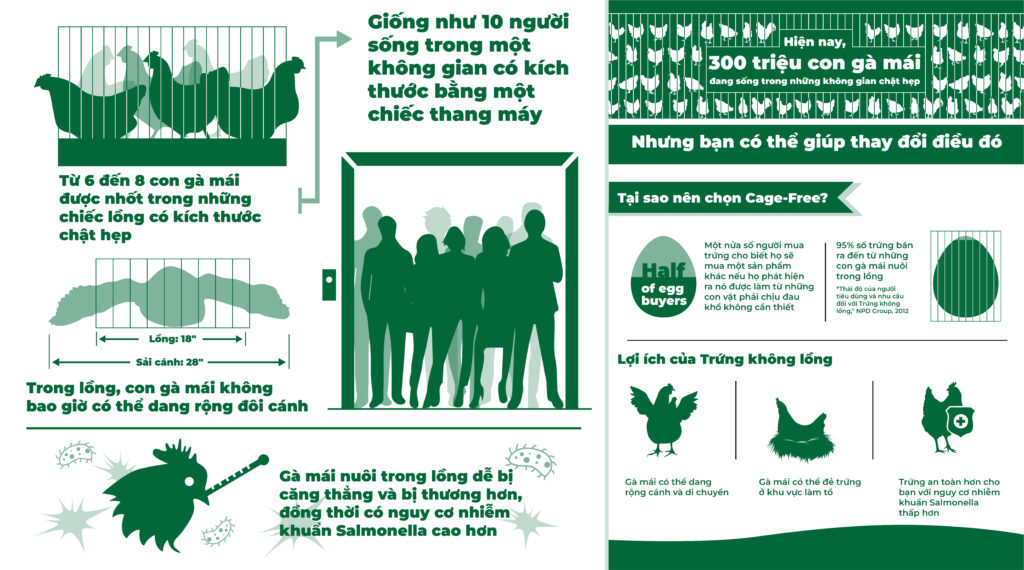 Giống như 10 người
sống trong một
không gian có kích
thước bằng một
chiếc thang máy
Từ 6 đến 8 con gà mái
được nhốt trong những
chiếc lồng có kích thước
chật hẹp
Lồng: 18"
Sải cánh: 28"
Trong lồng, con gà mái không
bao giờ có thể dang rộng đôi cánh
Gà mái nuôi trong lồng dễ bị
căng thẳng và bị thương hơn,
đồng thời có nguy cơ nhiễm
khuẩn Salmonella cao hơn
Hiện nay,
300 triệu con gà mái
đang sống trong những không gian chật hẹp
Nhưng bạn có thể giúp thay đổi điều đó
Tại sao nên chọn Cage-Free?
Half
of egg
buyers
Một nửa số người mua
trứng cho biết họ sẽ
mua một sản phẩm
khác nếu họ phát hiện
ra nó được làm từ những
con vật phải chịu đau
khổ không cần thiết
95% số trứng bán
ra đến từ những
con gà mái nuôi
trong lồng
"Thái độ của người
tiêu dùng và nhu cầu
đối với Trứng không
lồng," NPD Group, 2012
Lợi ích của Trứng không lồng
Gà mái có thể dang
rộng cánh và di chuyển
Gà mái có thể đẻ trứng
ở khu vực làm tổ
Trứng an toàn hơn cho
bạn với nguy cơ nhiễm
khuẩn Salmonella
thấp hơn